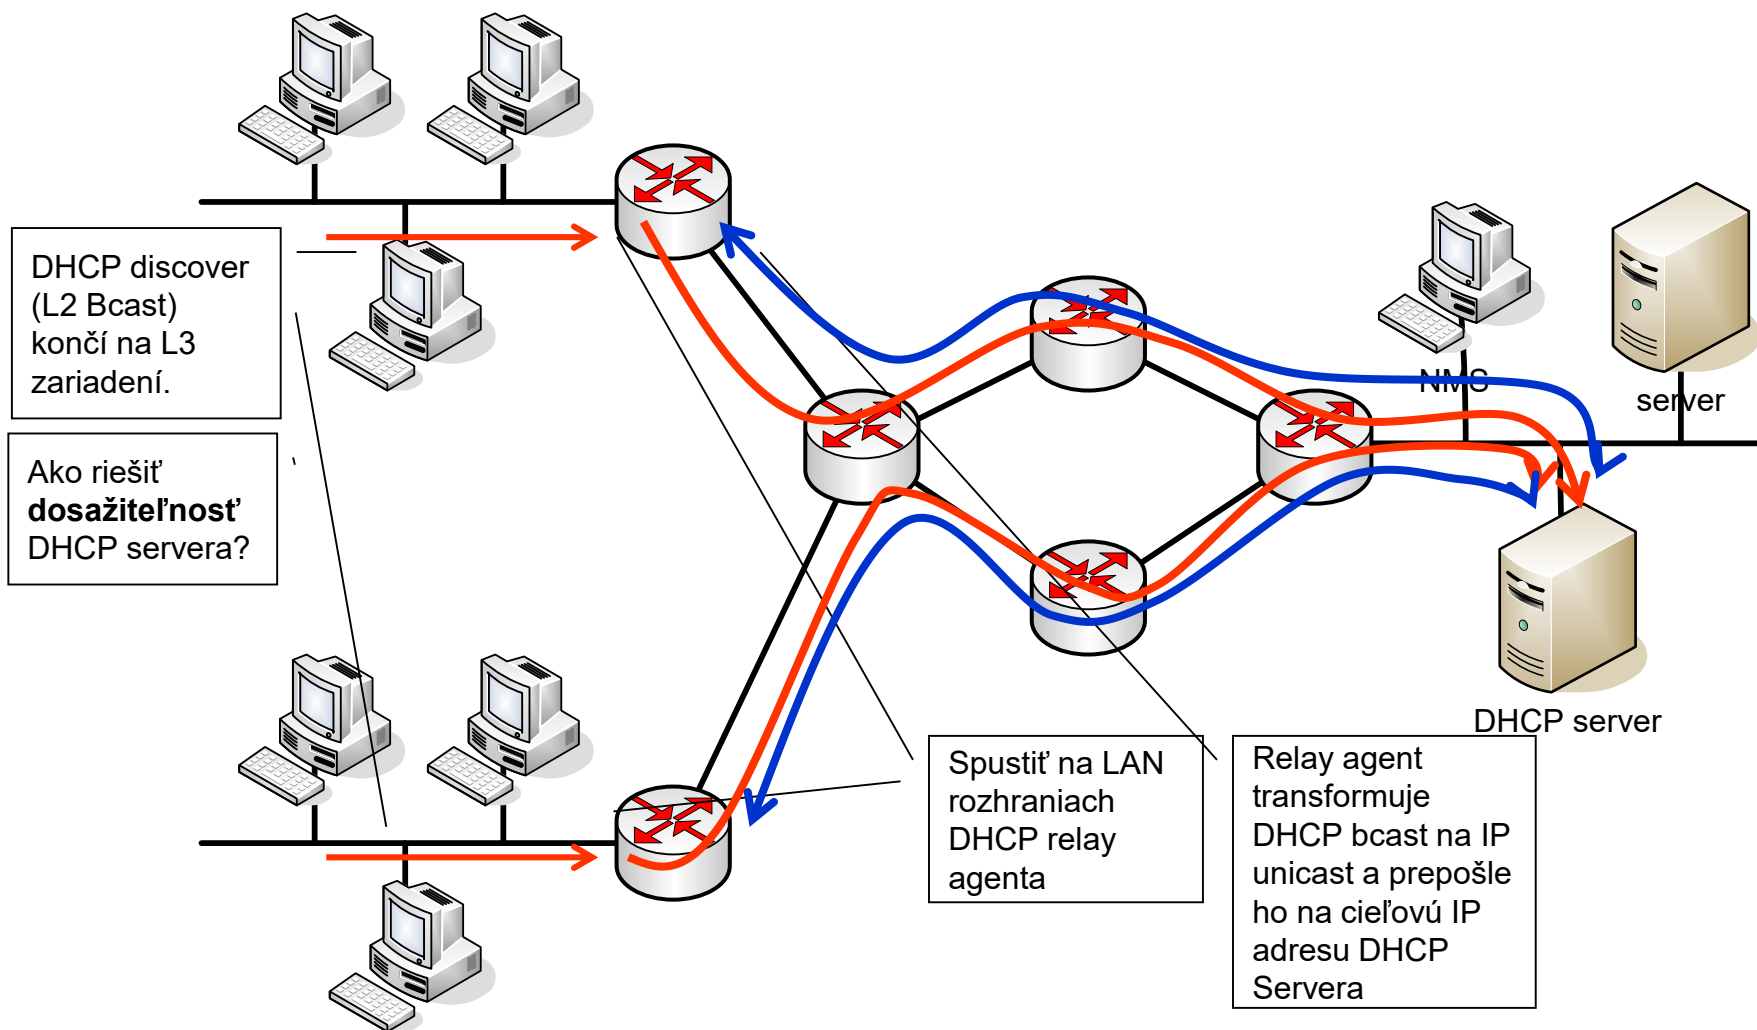 DHCP discover
(L2 Bcast)
končí na L3
zariadení.
Ako riešiť
dosažiteľnosť
DHCP servera?
NMS
server
DHCP server
Spustiť na LAN
rozhraniach
DHCP relay
agenta
Relay agent
transformuje
DHCP bcast na IP
unicast a prepošle
ho na cieľovú IP
adresu DHCP
Servera